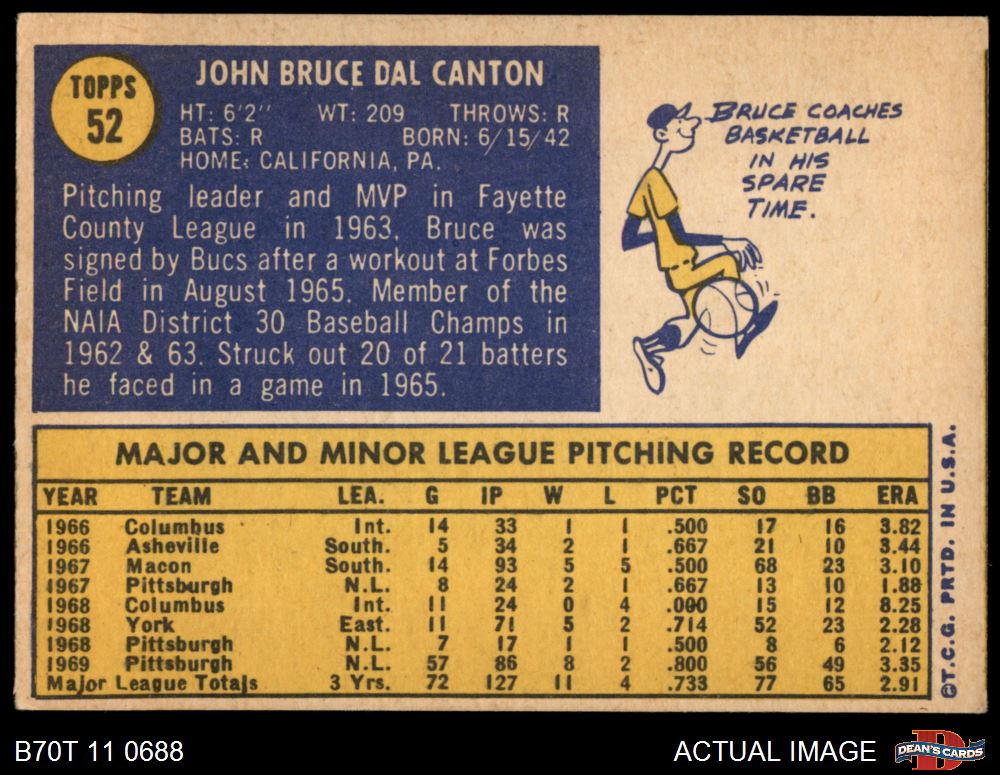 TOPPS
52
JOHN BRUCE DAL CANTON
HT: 6'2" WT: 209 THROWS: R
BATS: R BORN: 6/15/42
HOME: CALIFORNIA, PA.
Pitching leader and MVP in Fayette
County League in 1963. Bruce was
signed by Bucs after a workout at Forbes
Field in August 1965. Member of the
NAIA District 30 Baseball Champs in
1962 & 63. Struck out 20 of 21 batters
he faced in a game in 1965.
BRUCE COACHES
BASKETBALL
IN HIS
SPARE
TIME.
MAJOR AND MINOR LEAGUE PITCHING RECORD
YEAR TEAM LEA. G IP W L PCT SO BB ERA
1966 Columbus Int. 14 33 1 1 .500 17 16 3.82
1966 Asheville South. 5 34 2 1 .667 21 10 3.44
1967 Macon South. 14 93 5 5 .500 68 23 3.10
1967 Pittsburgh N.L. 8 24 2 1 .667 13 10 1.88
1968 Columbus Int. 11 24 0 4 .000 15 12 8.25
1968 York East. 11 71 5 2 .714 52 23 2.28
1968 Pittsburgh N.L. 7 17 1 1 .500 8 6 2.12
1969 Pittsburgh N.L. 57 86 8 2 .800 56 49 3.35
Major League Totals 3 Yrs. 72 127 11 4 .733 77 65 2.91
©T.C.G. PRTD. IN U.S.A.
B70T 11 0688
ACTUAL IMAGE
D
DEAN'S CARDS